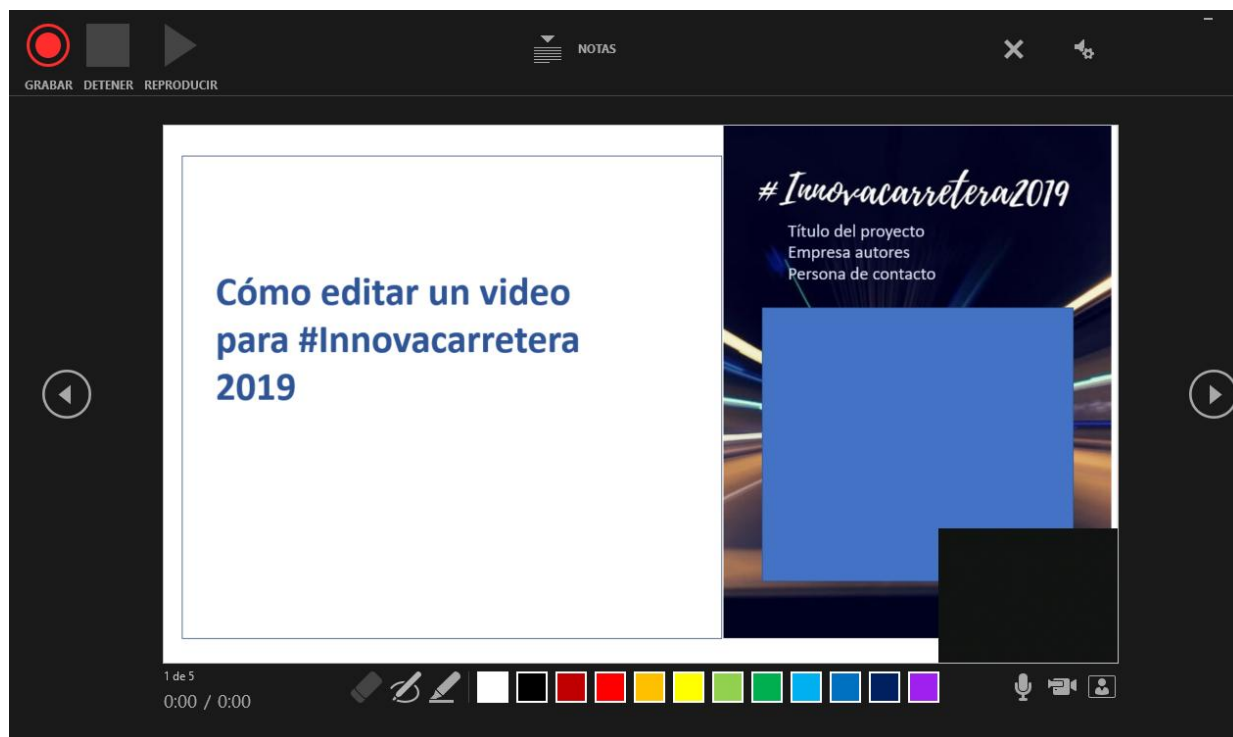 NOTAS
GRABAR DETENER REPRODUCIR
Cómo editar un video
para #Innovacarretera
2019
#Innovacarretera2019
Título del proyecto
Empresa autores
Persona de contacto
1 de 5
0:00 / 0:00